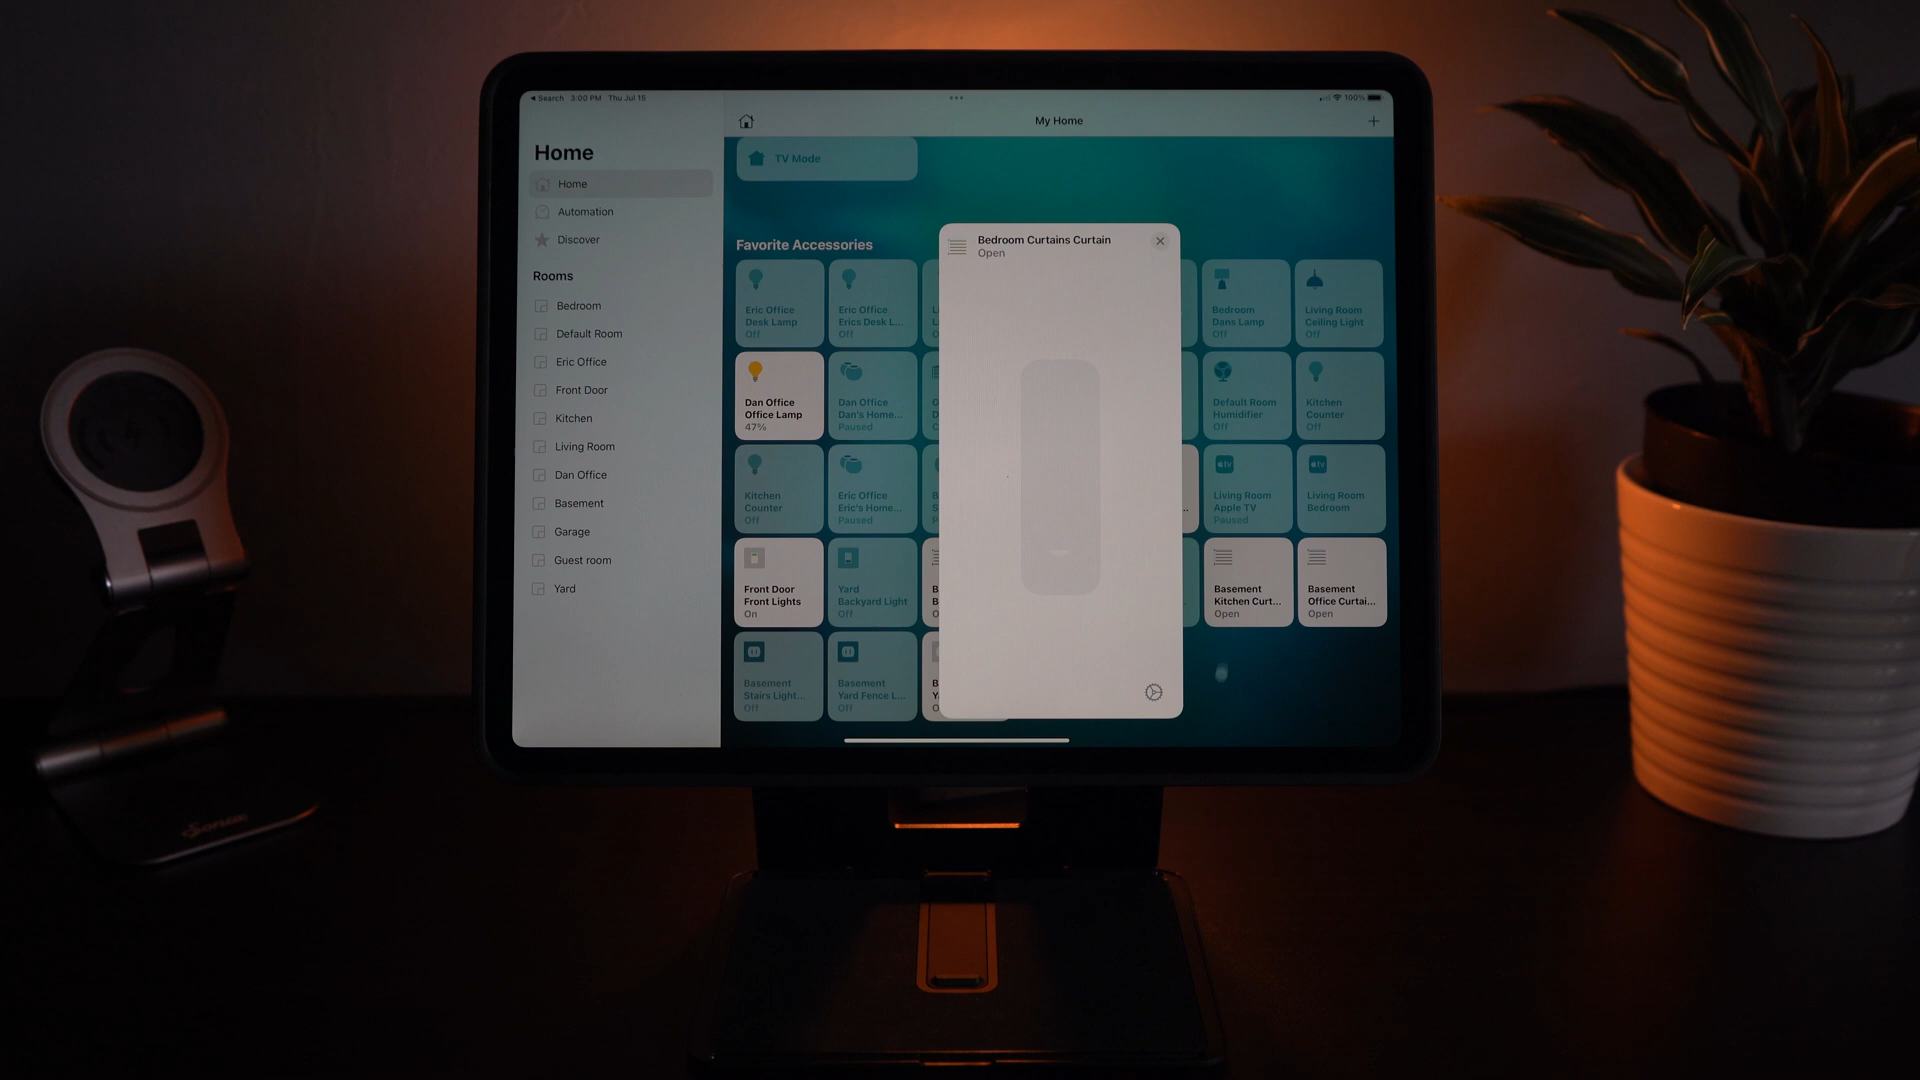 Search 3:00 PM Thu Jul 15
100%
My Home
Home
Home
Automation
Discover
Rooms
Bedroom
Default Room
Eric Office
Front Door
Kitchen
Living Room
Dan Office
Basement
Garage
Guest room
Yard
TV Mode
Favorite Accessories
Bedroom Curtains Curtain
Open
Eric Office
Desk Lamp
Off
Eric Office
Erics Desk L...
Off
Bedroom
Dans Lamp
Off
Living Room
Ceiling Light
Off
Dan Office
Office Lamp
47%
Dan Office
Dan's Home...
Paused
Default Room
Humidifier
Off
Kitchen
Counter
Off
Kitchen
Counter
Off
Eric Office
Eric's Home...
Paused
tv
Living Room
Apple TV
Paused
tv
Living Room
Bedroom
Front Door
Front Lights
On
Yard
Backyard Light
Off
Basement
Kitchen Curt...
Open
Basement
Office Curtai...
Open
Basement
Stairs Light...
Off
Basement
Yard Fence L...
Off